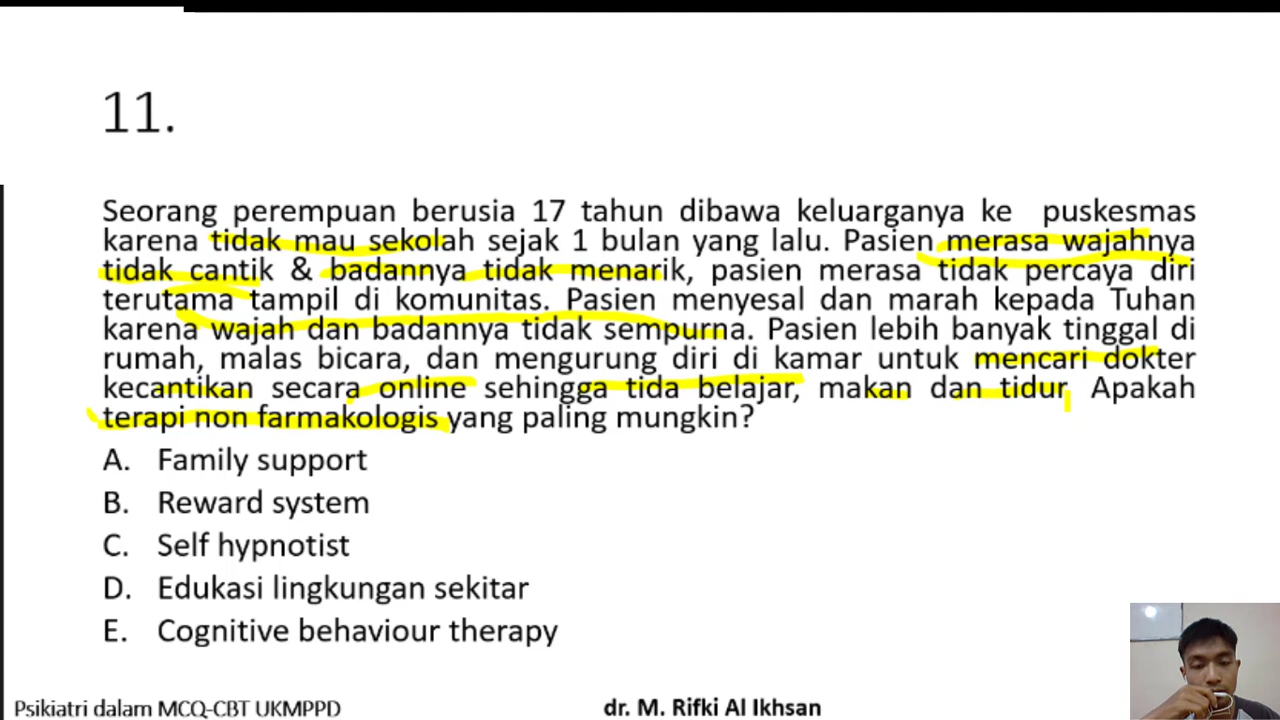 11.
Seorang perempuan berusia 17 tahun dibawa keluarganya ke puskesmas
karena tidak mau sekolah sejak 1 bulan yang lalu. Pasien merasa wajahnya
tidak cantik & badannya tidak menarik, pasien merasa tidak percaya diri
terutama tampil di komunitas. Pasien menyesal dan marah kepada Tuhan
karena wajah dan badannya tidak sempurna. Pasien lebih banyak tinggal di
rumah, malas bicara, dan mengurung diri di kamar untuk mencari dokter
kecantikan secara online sehingga tida belajar, makan dan tidur, Apakah
terapi non farmakologis yang paling mungkin?
A. Family support
B. Reward system
C. Self hypnotist
D. Edukasi lingkungan sekitar
E. Cognitive behaviour therapy
Psikiatri dalam MCQ-CBT UKMPPD
dr. M. Rifki Al Ikhsan